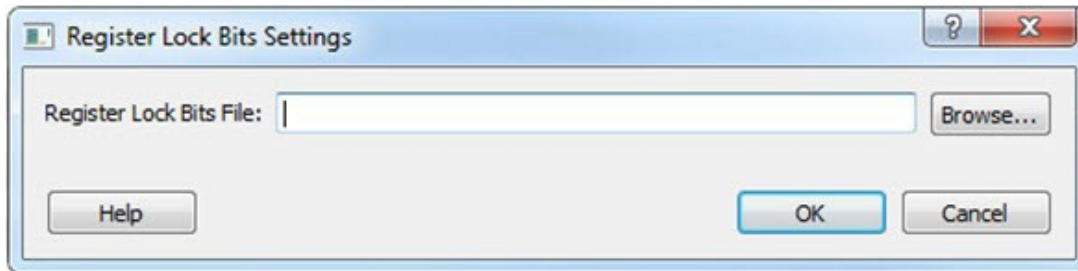 Register Lock Bits Settings
?
X
Register Lock Bits File:
Browse...
Help
OK
Cancel